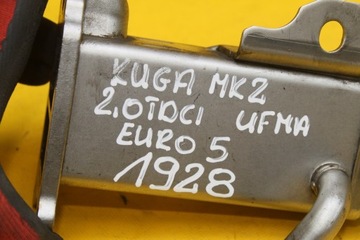 KUGA MK2
2,0TDCI UFMA
EURO 5
1928